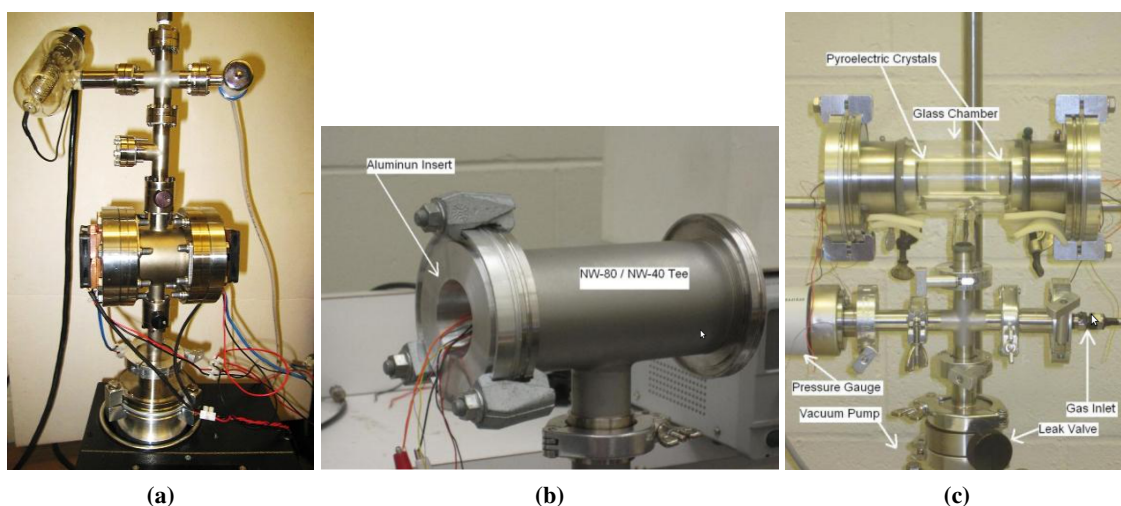 Aluminun Insert
NW-80 / NW-40 Tee
Pyroelectric Crystals
Glass Chamber
Pressure Gauge
Vacuum Pump
Gas Inlet
Leak Valve
(a)
(b)
(c)